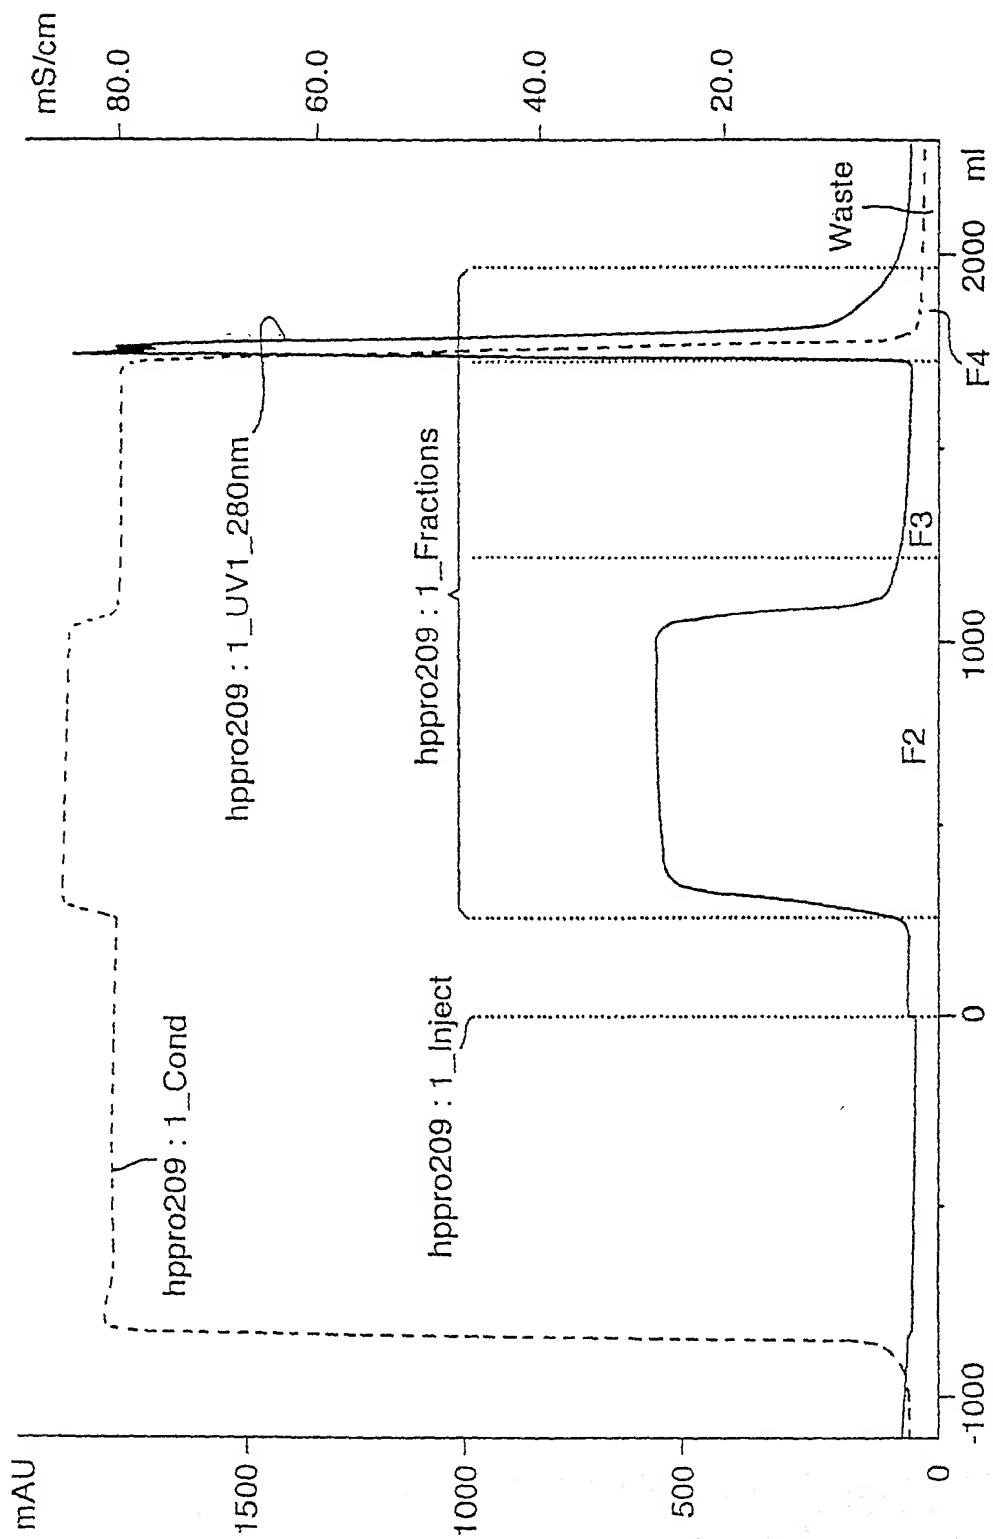 mAU
mS/cm
1500
1000
500
0
80.0
60.0
40.0
20.0
hppro209 : 1_Cond
hppro209 : 1_UV1_280nm
hppro209 : 1_Fractions
hppro209 : 1_Inject
F2
F3
F4
Waste
-1000
0
1000
2000
ml